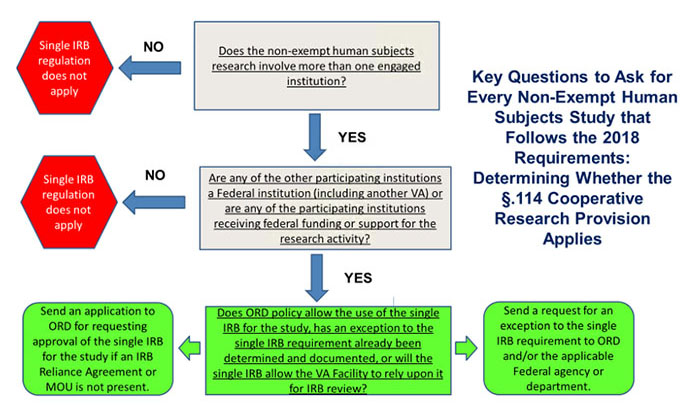 Single IRB
regulation
does not
apply
NO
Does the non-exempt human subjects
research involve more than one engaged
institution?
Key Questions to Ask for
Every Non-Exempt Human
Subjects Study that
Follows the 2018
Requirements:
Determining Whether the
§.114 Cooperative
Research Provision
Applies
YES
Single IRB
regulation
does not
apply
NO
Are any of the other participating institutions
a Federal institution (including another VA) or
are any of the participating institutions
receiving federal funding or support for the
research activity?
YES
Send an application to
ORD for requesting
approval of the single IRB
for the study if an IRB
Reliance Agreement or
MOU is not present.
Does ORD policy allow the use of the single
IRB for the study, has an exception to the
single IRB requirement already been
determined and documented, or will the
single IRB allow the VA Facility to rely upon it
for IRB review?
Send a request for an
exception to the single
IRB requirement to ORD
and/or the applicable
Federal agency or
department.